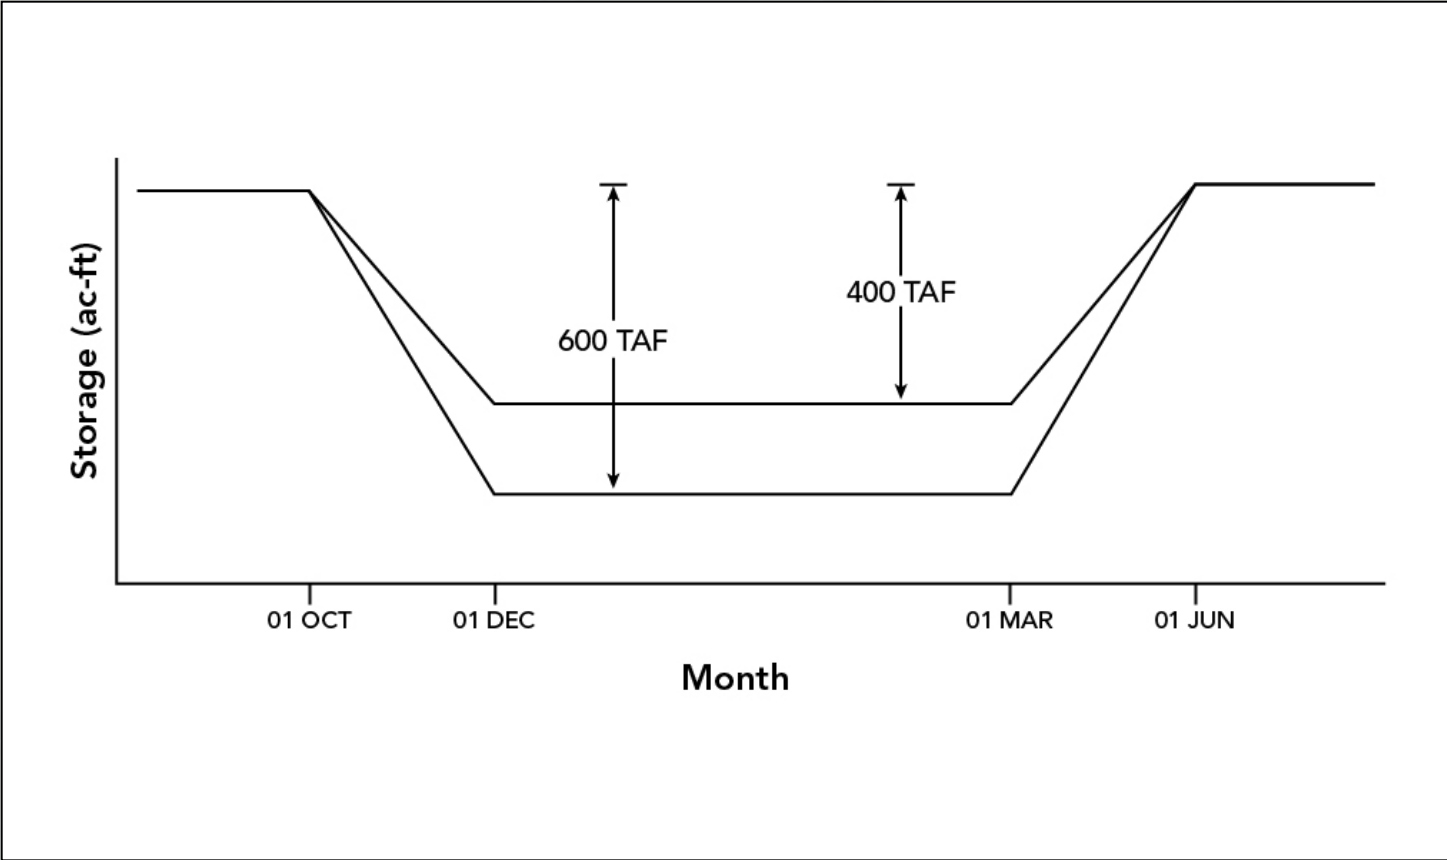 Storage (ac-ft)
400 TAF
600 TAF
01 OCT 01 DEC 01 MAR 01 JUN
Month